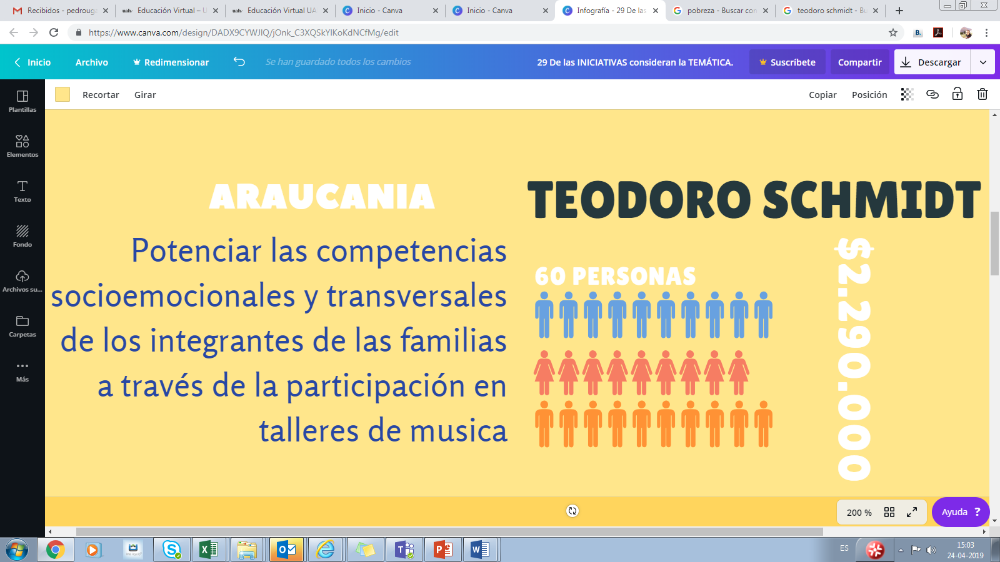 Recibidos - pedrouga
Educación Virtual – U
Educación Virtual UA
Inicio - Canva
Inicio - Canva
Infografía - 29 De las
pobreza - Buscar con
teodoro schmidt - Bu
https://www.canva.com/design/DADX9CYWJIQ/jOnk_C3XQSkYlKoKdNCfMg/edit
Inicio
Archivo
Redimensionar
Se han guardado todos los cambios
29 De las INICIATIVAS consideran la TEMÁTICA.
Suscríbete
Compartir
Descargar
Recortar
Girar
Copiar
Posición
Plantillas
Elementos
Texto
Fondo
Archivos su...
Carpetas
Más
ARAUCANIA
TEODORO SCHMIDT
Potenciar las competencias
socioemocionales y transversales
de los integrantes de las familias
a través de la participación en
talleres de musica
60 PERSONAS
$2.290.000
200 %
Ayuda ?
ES
15:03
24-04-2019